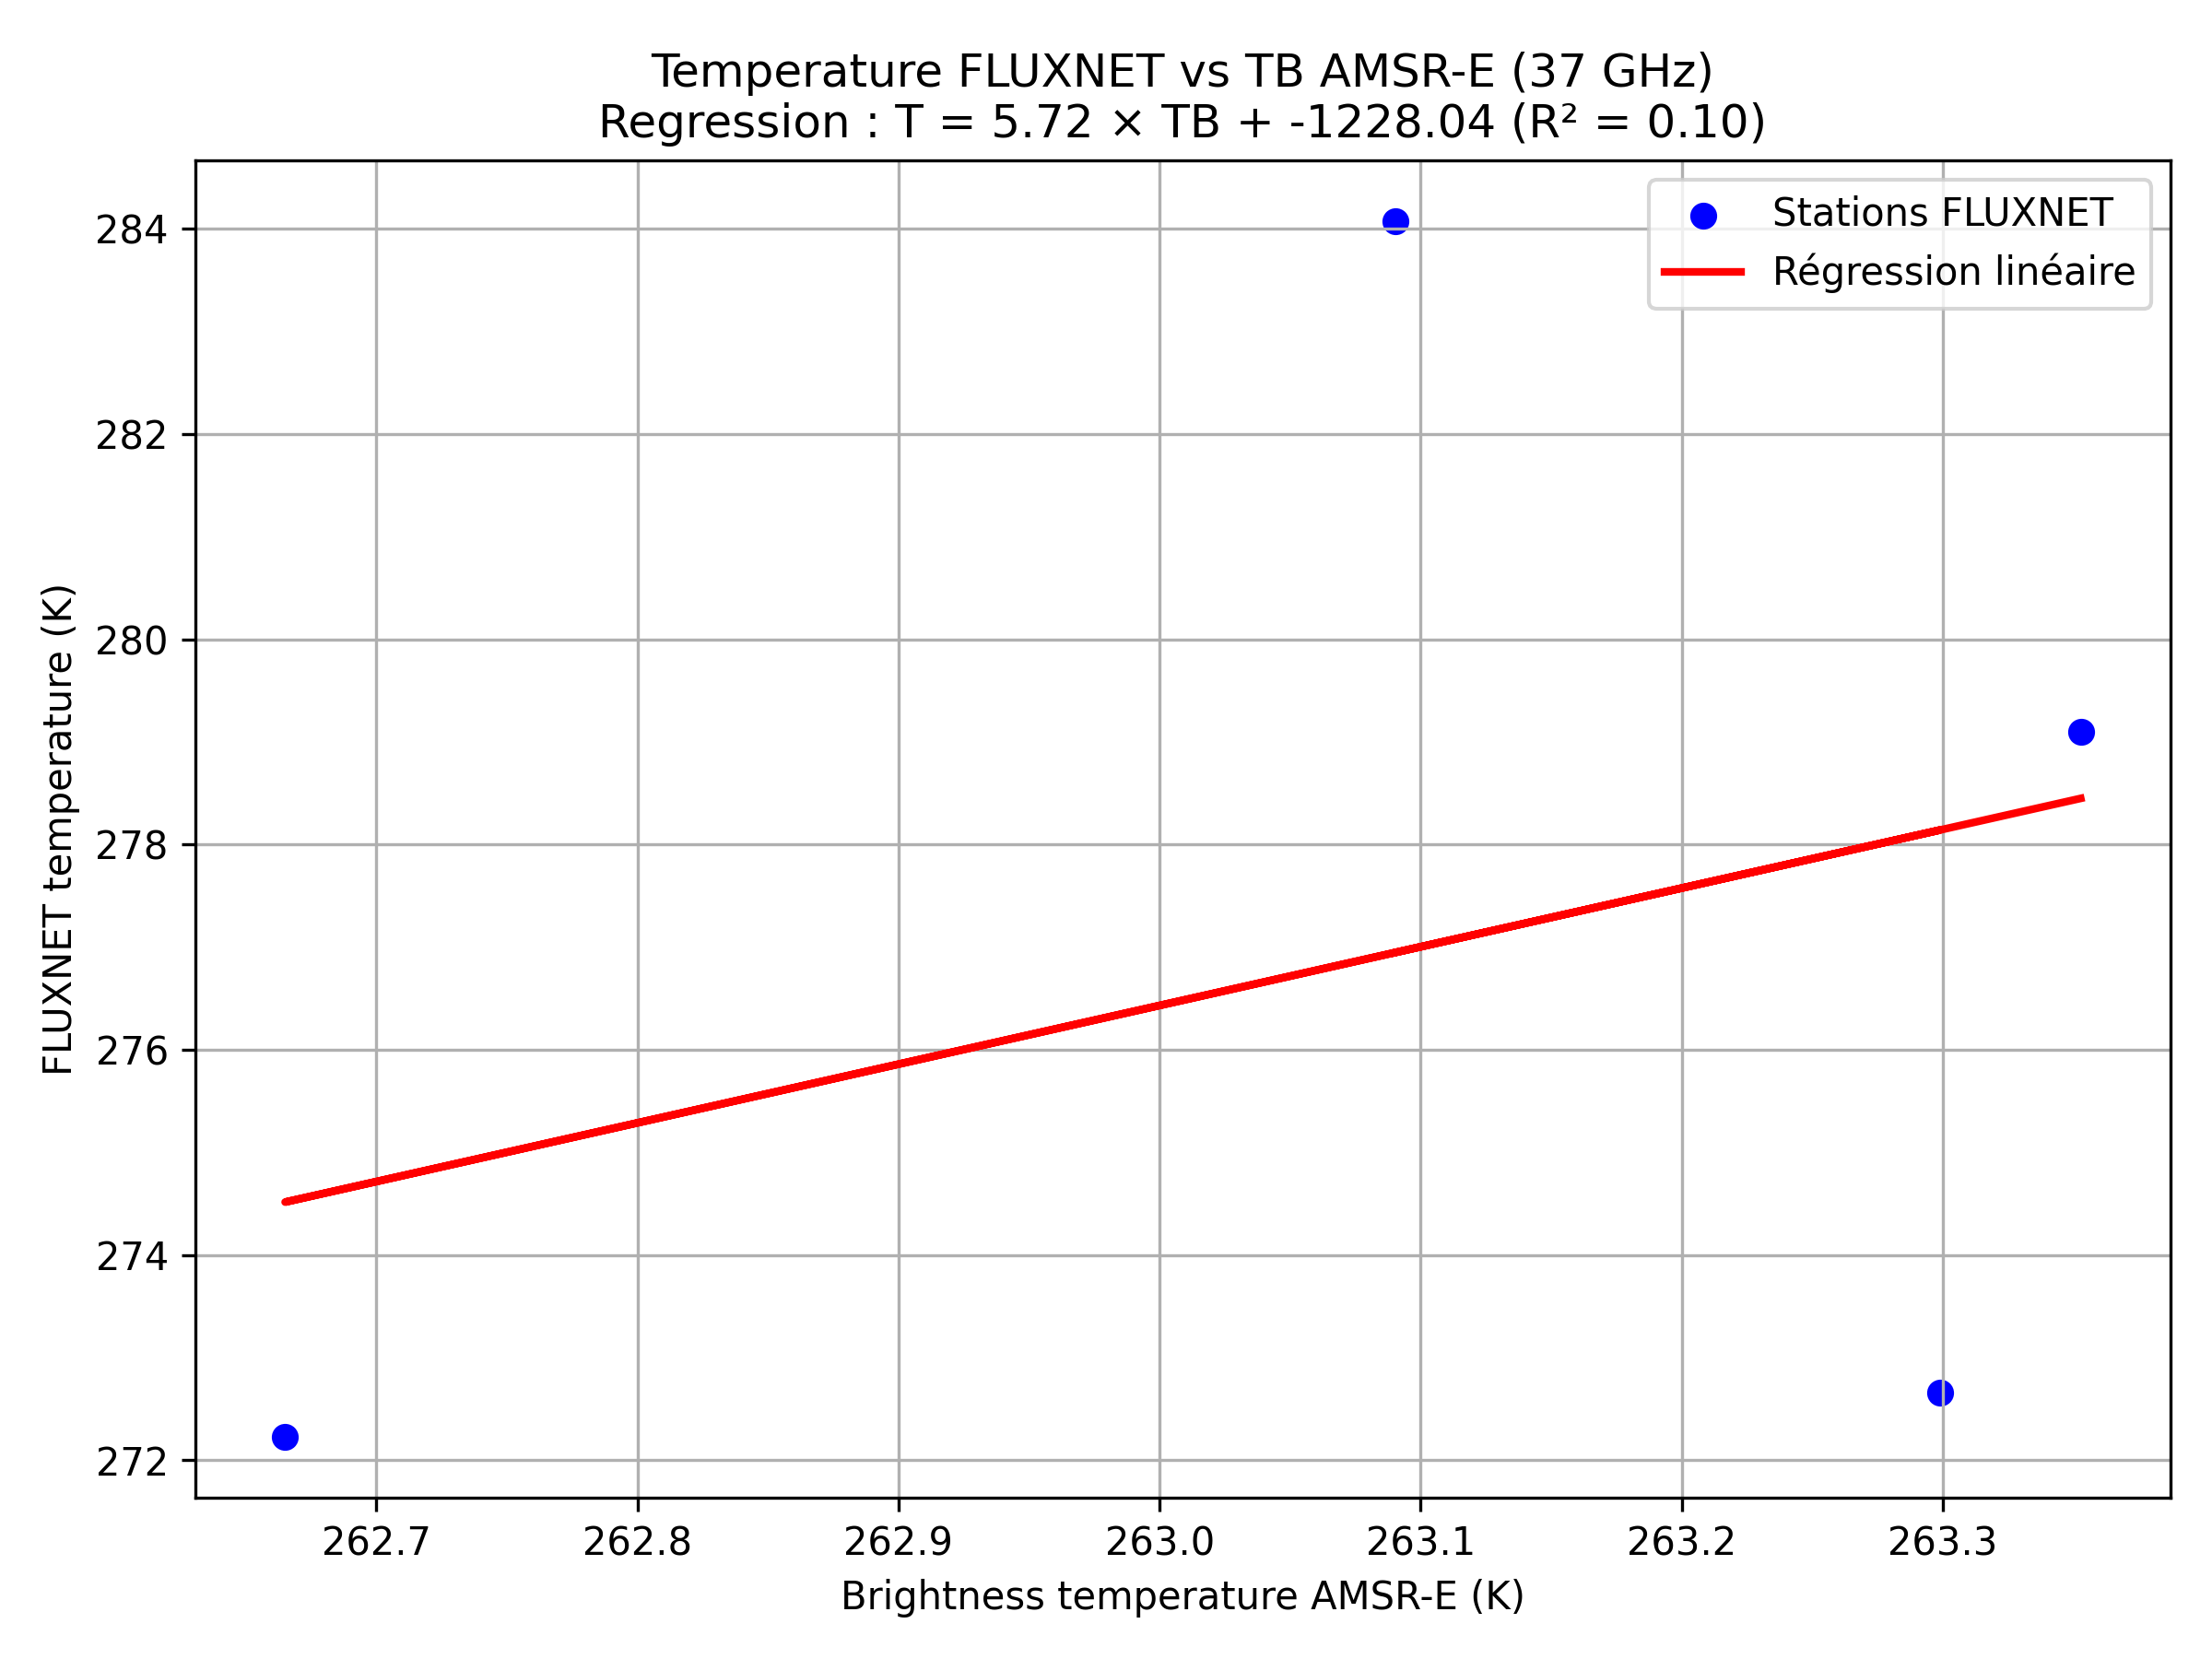 Temperature FLUXNET vs TB AMSR-E (37 GHz)
Regression : T = 5.72 × TB + -1228.04 (R² = 0.10)
Stations FLUXNET
Régression linéaire
FLUXNET temperature (K)
284
282
280
278
276
274
272
262.7
262.8
262.9
263.0
263.1
263.2
263.3
Brightness temperature AMSR-E (K)